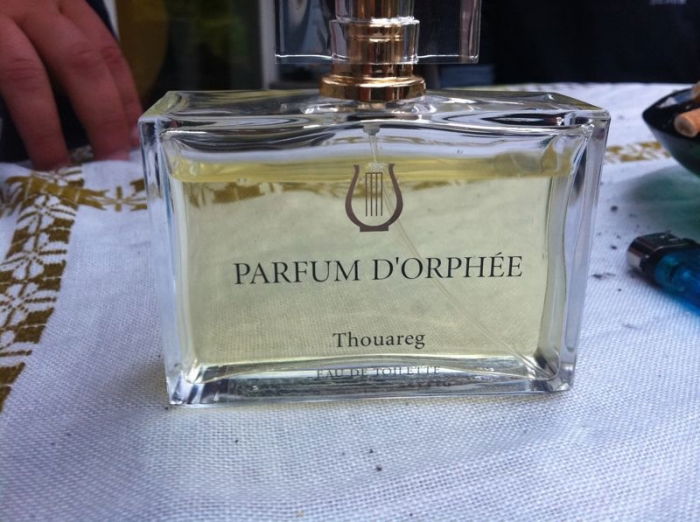 PARFUM D'ORPHÉE
Thouareg
EAU DE TOILETTE